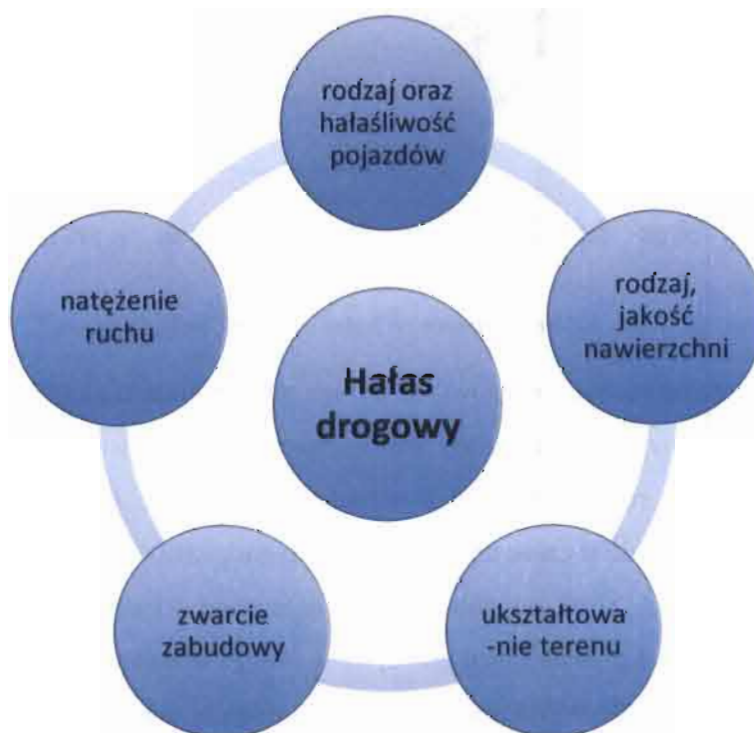 rodzaj oraz
hałaśliwość
pojazdów
rodzaj,
jakość
nawierzchni
ukształtowa
-nie terenu
zwarcie
zabudowy
natężenie
ruchu
Hałas
drogowy